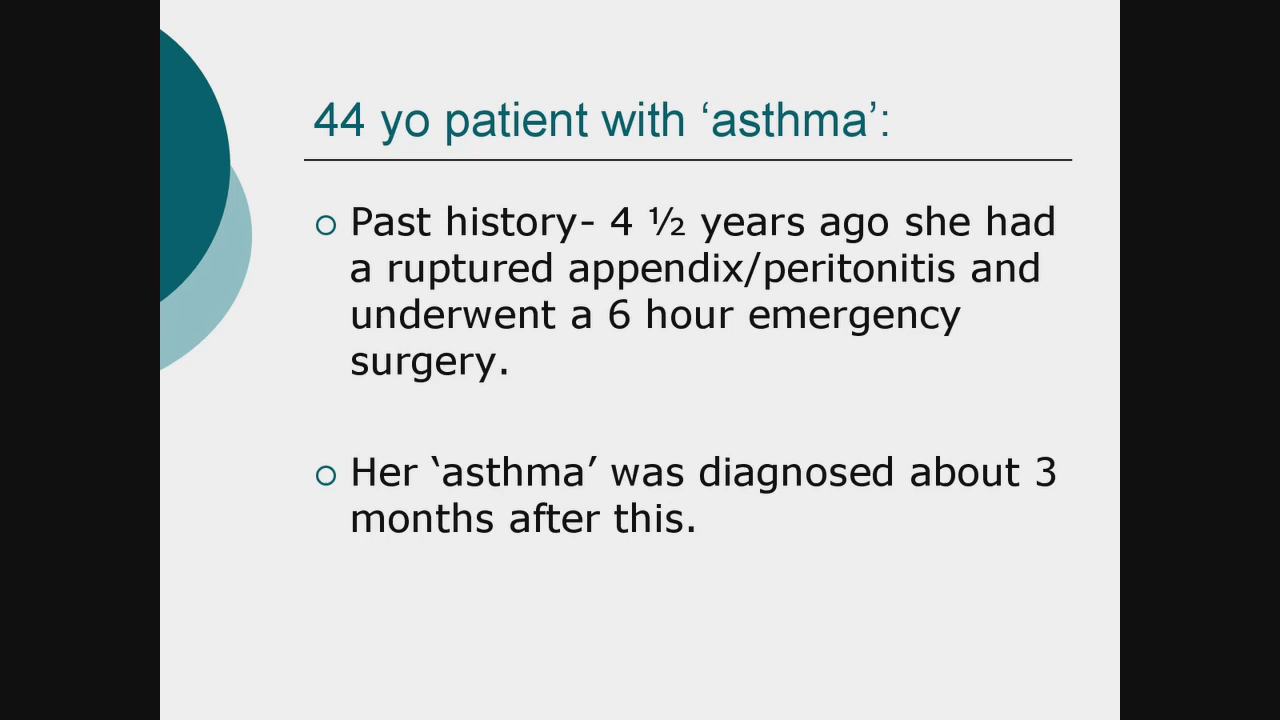 44 yo patient with ‘asthma’:
Past history- 4 ½ years ago she had
a ruptured appendix/peritonitis and
underwent a 6 hour emergency
surgery.
Her ‘asthma’ was diagnosed about 3
months after this.